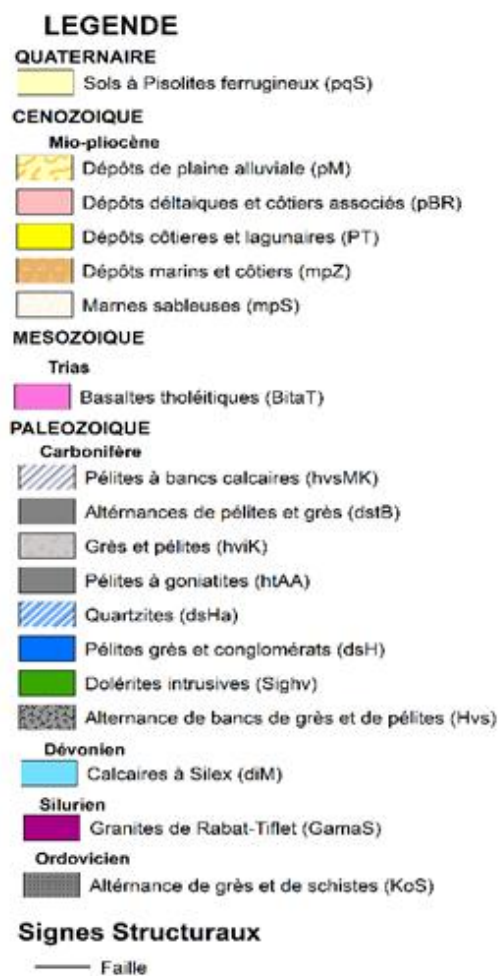 LEGENDE
QUATERNAIRE
Sols à Pisolites ferrugineux (pqS)
CENOZOIQUE
Mio-pliocène
Dépôts de plaine alluviale (pM)
Dépôts déltaiques et côtiers associés (pBR)
Dépôts côtieres et lagunaires (PT)
Dépôts marins et côtiers (mpZ)
Marnes sableuses (mpS)
MESOZOIQUE
Trias
Basaltes tholéitiques (BitaT)
PALEOZOIQUE
Carbonifère
Pélites à bancs calcaires (hvsMK)
Altérnances de pélites et grès (dstB)
Grès et pélites (hviK)
Pélites à goniatites (htAA)
Quartzites (dsHa)
Pélites grès et conglomérats (dsH)
Dolérites intrusives (Sighv)
Alternance de bancs de grès et de pélites (Hvs)
Dévonien
Calcaires à Silex (diM)
Silurien
Granites de Rabat-Tiflet (GamaS)
Ordovicien
Altérnance de grès et de schistes (KoS)
Signes Structuraux
Faille